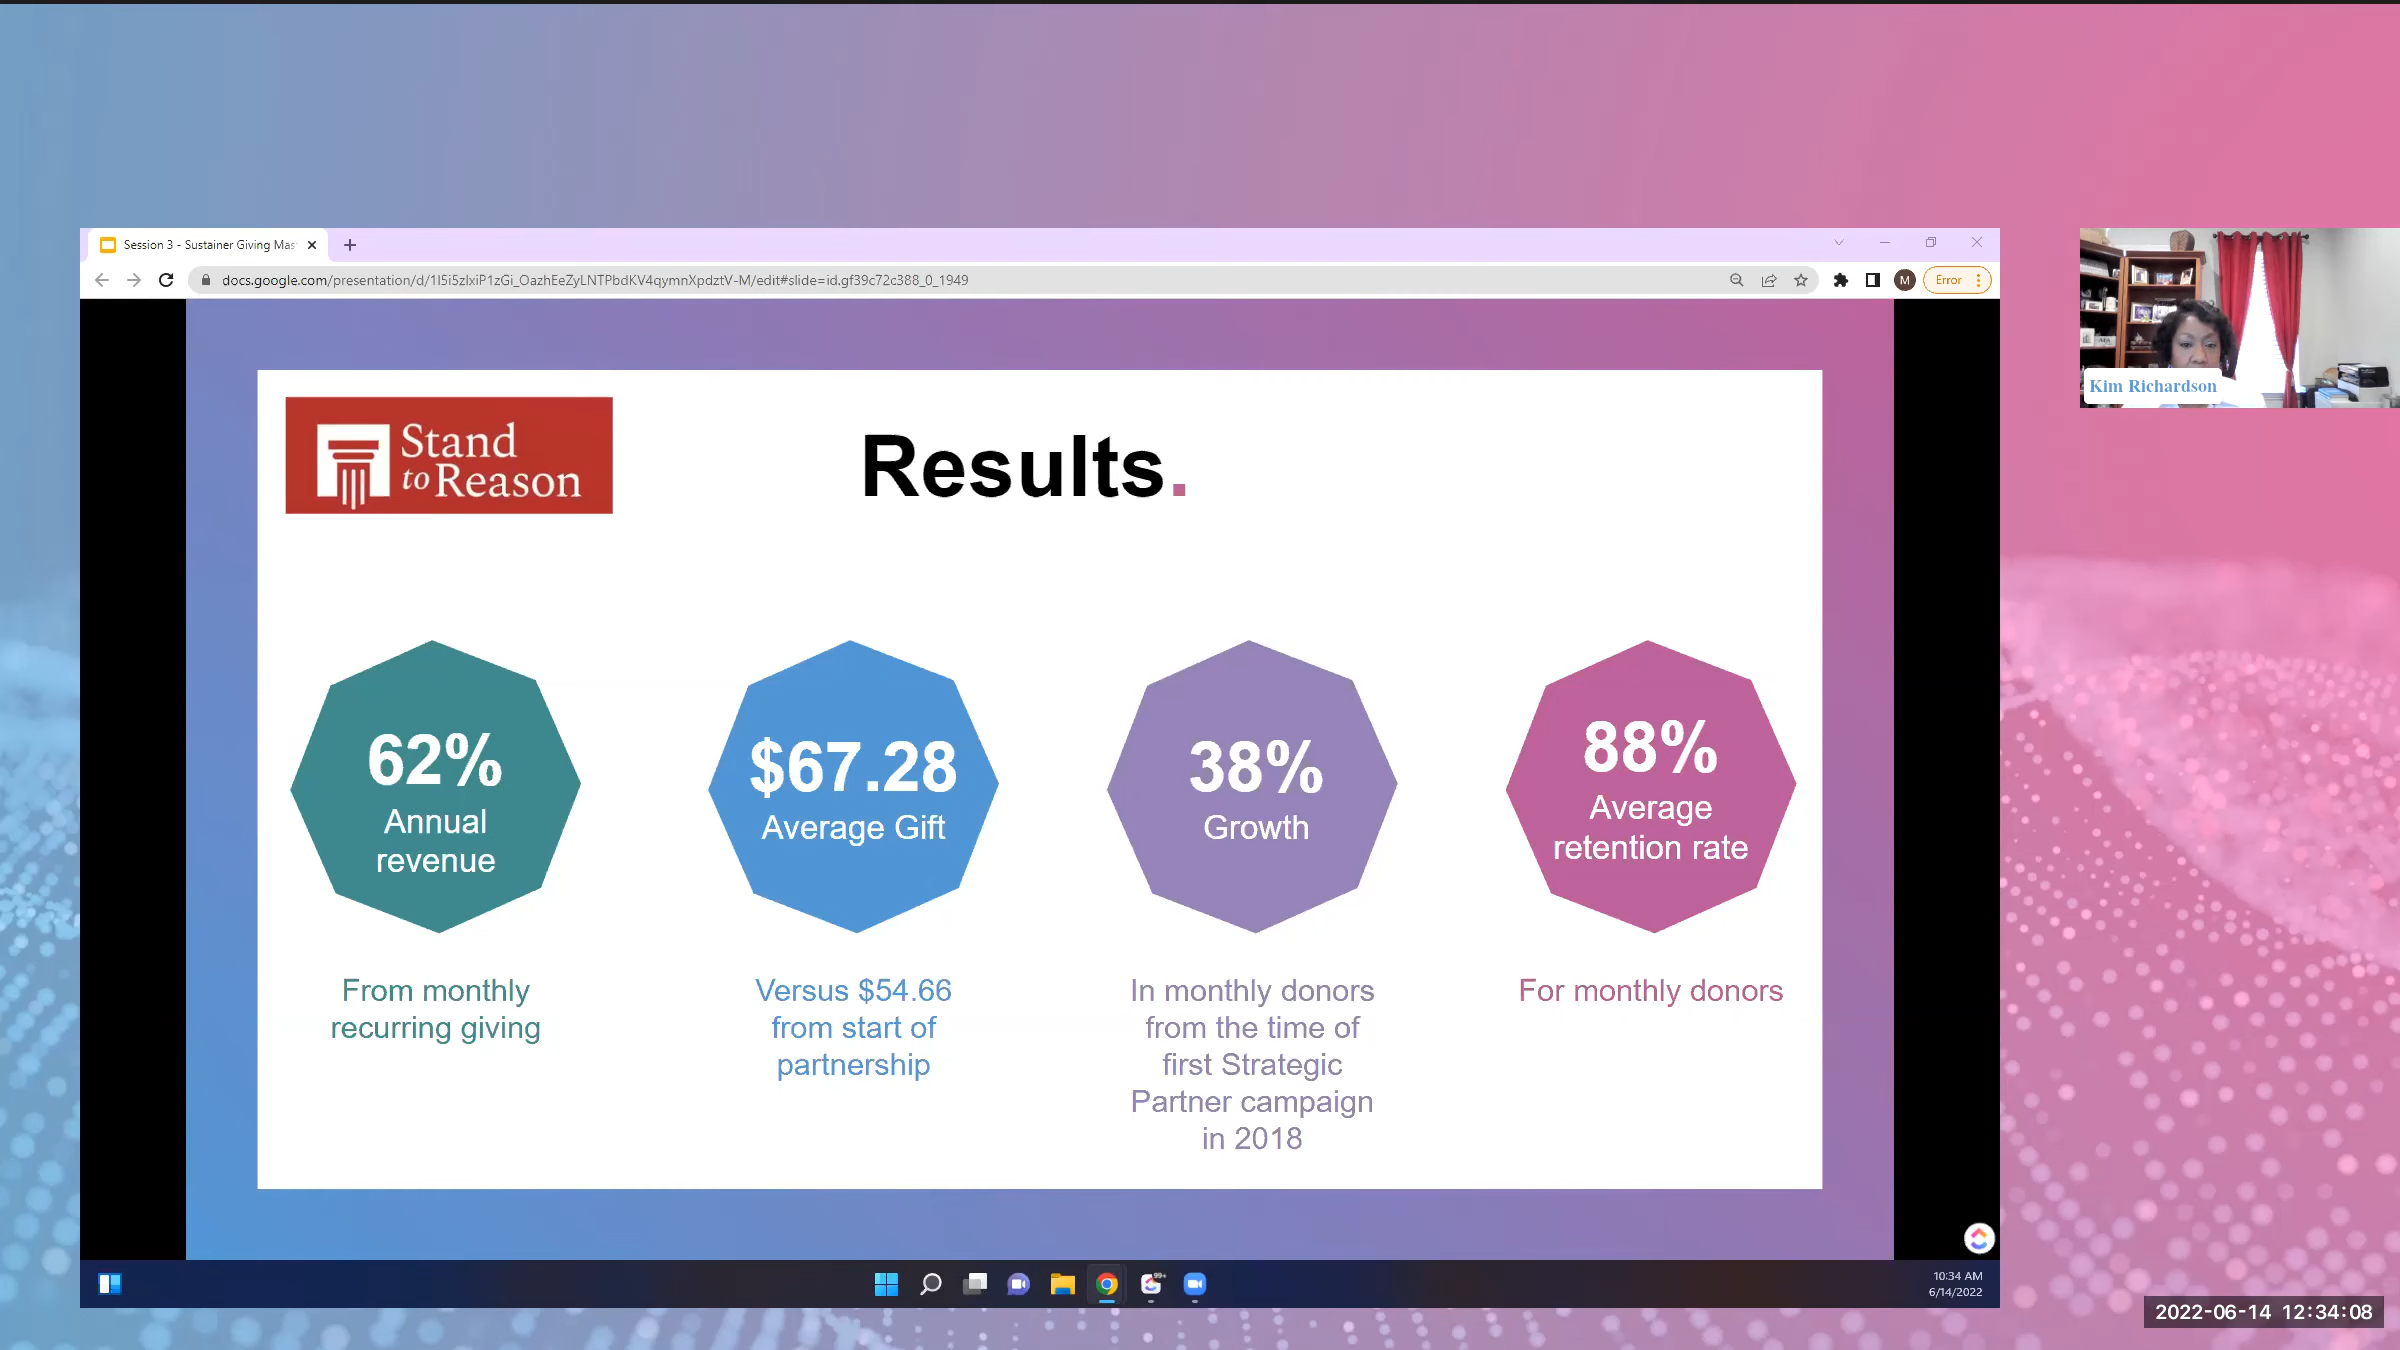 Session 3 - Sustainer Giving Mas
docs.google.com/presentation/d/1I5i5zlxiP1zGi_OazhEeZyLNTPbdKV4qymnXpdztV-M/edit#slide=id.gf39c72c388_0_1949
M
Error
Kim Richardson
Stand
to Reason
Results.
62%
Annual
revenue
From monthly
recurring giving
$67.28
Average Gift
Versus $54.66
from start of
partnership
38%
Growth
In monthly donors
from the time of
first Strategic
Partner campaign
in 2018
88%
Average
retention rate
For monthly donors
99+
10:34 AM
6/14/2022
2022-06-14 12:34:08